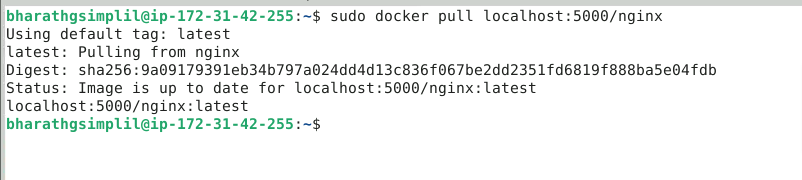 bharathgsimplil@ip-172-31-42-255:~$ sudo docker pull localhost:5000/nginx
Using default tag: latest
latest: Pulling from nginx
Digest: sha256:9a09179391eb34b797a024dd4d13c836f067be2dd2351fd6819f888ba5e04fdb
Status: Image is up to date for localhost:5000/nginx:latest
localhost:5000/nginx:latest
bharathgsimplil@ip-172-31-42-255:~$